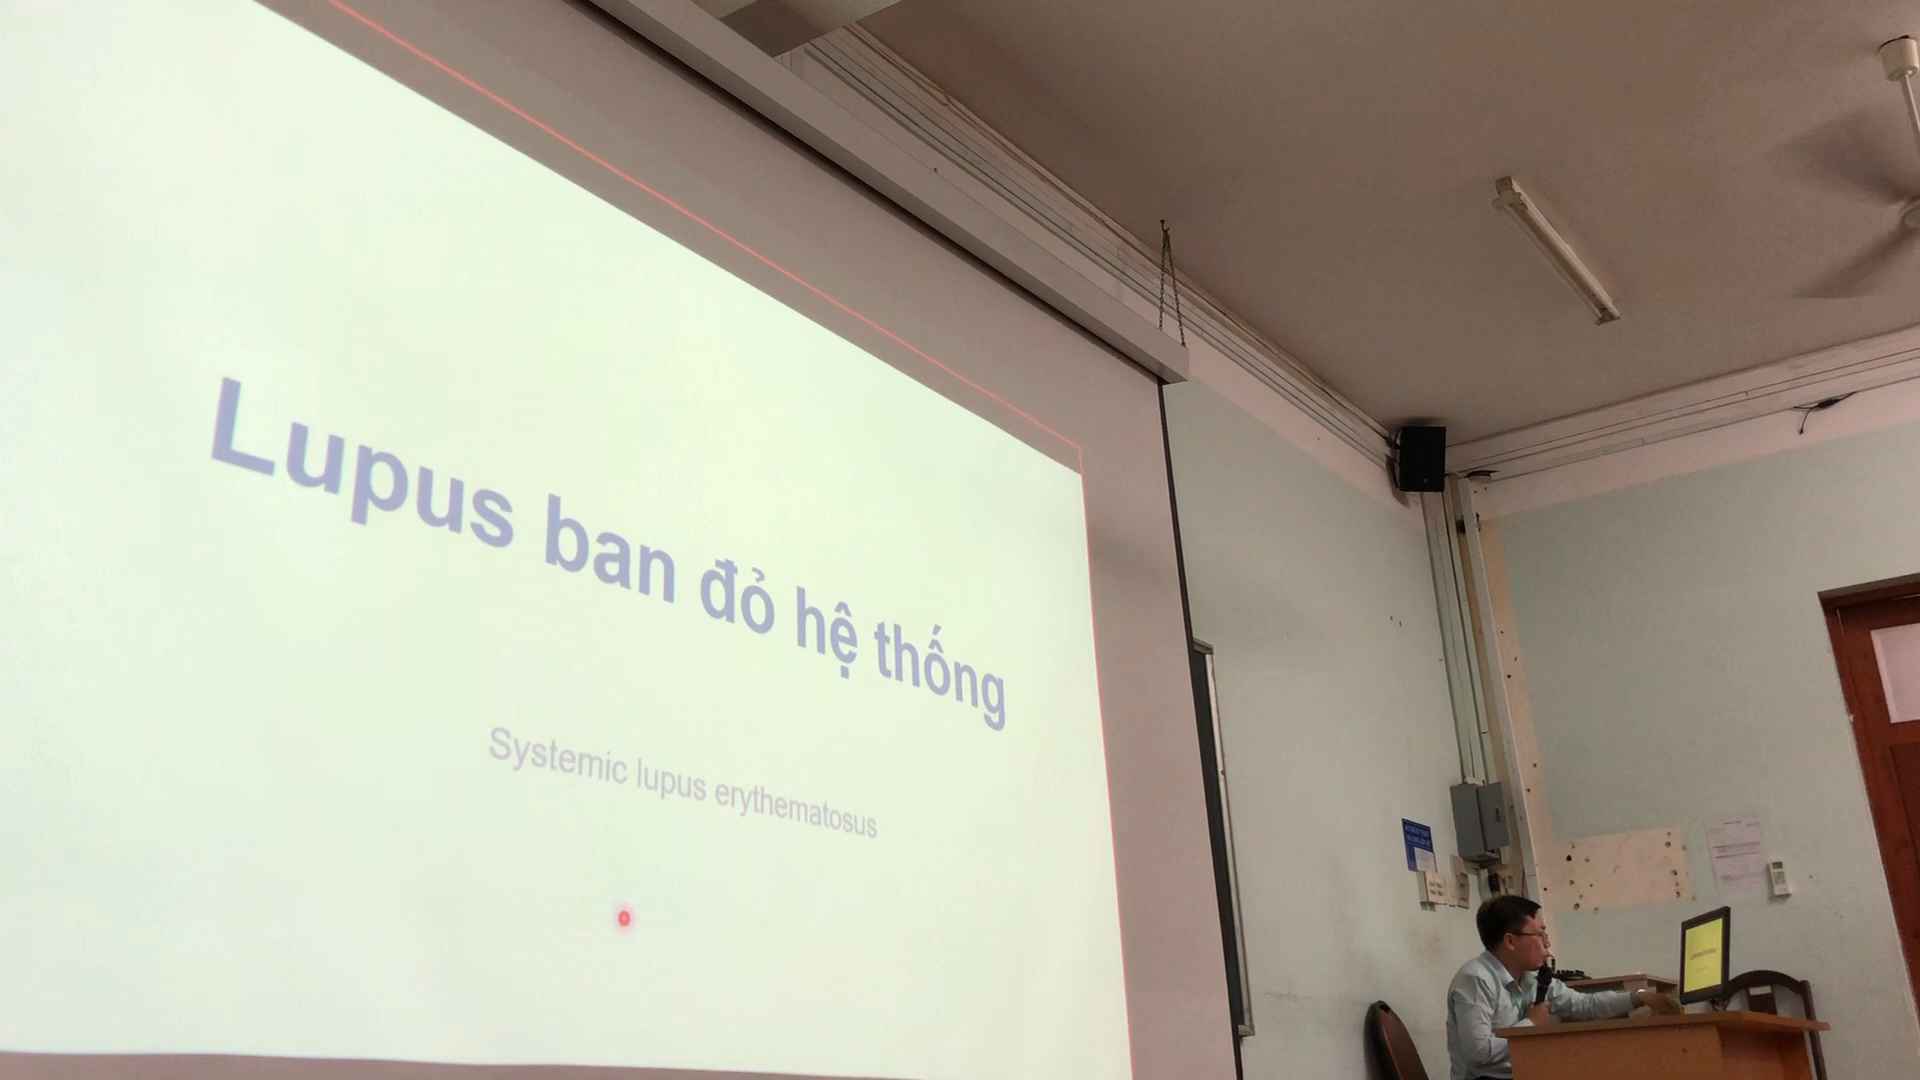 Lupus ban đỏ hệ thống
Systemic lupus erythematosus